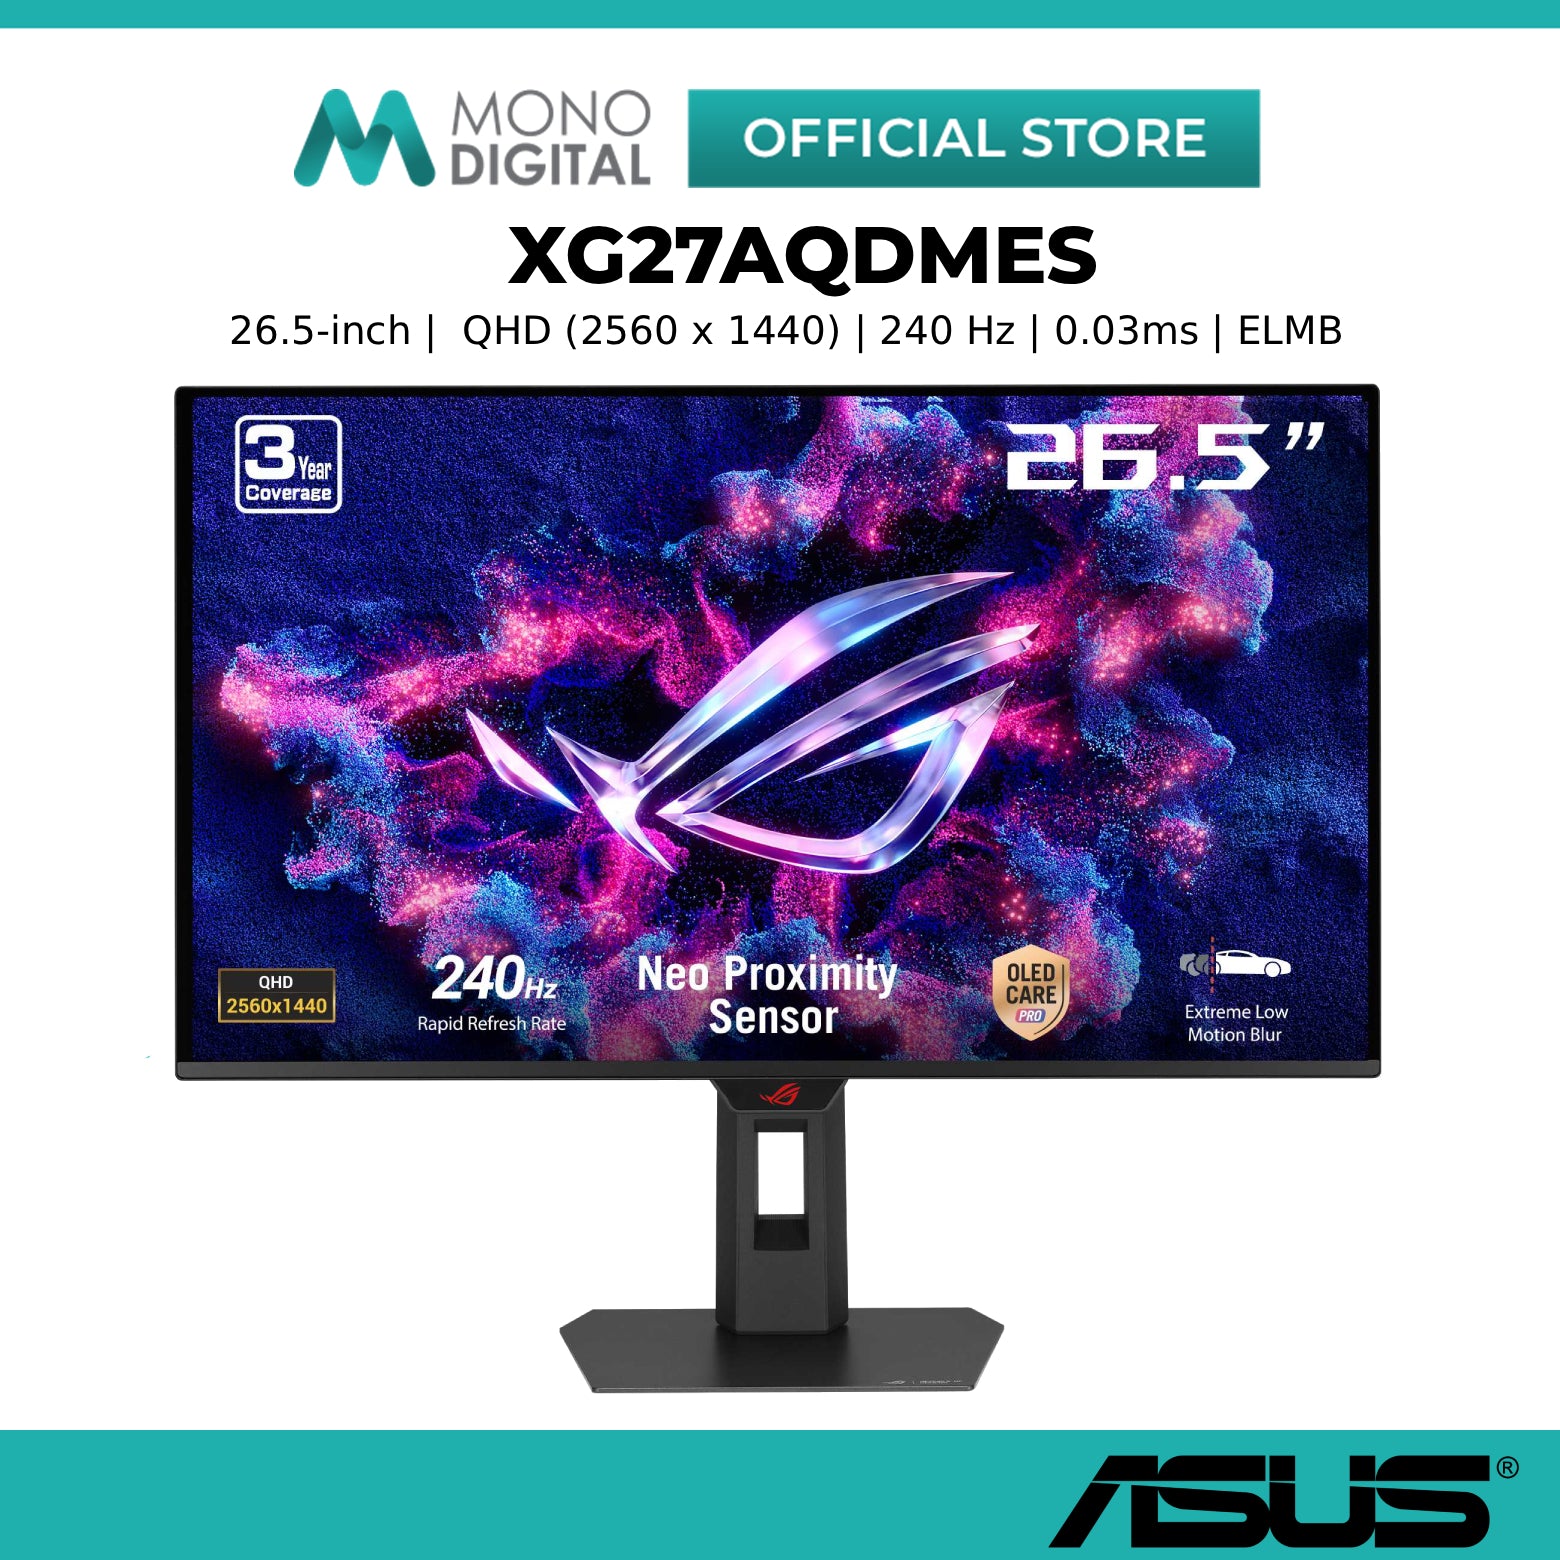 MONO
DIGITAL
OFFICIAL STORE
XG27AQDMES
26.5-inch | QHD (2560 x 1440) | 240 Hz | 0.03ms | ELMB
3 Year
Coverage
26.5”
QHD
2560x1440
240Hz
Rapid Refresh Rate
Neo Proximity
Sensor
OLED
CARE
PRO
Extreme Low
Motion Blur
ASUS®